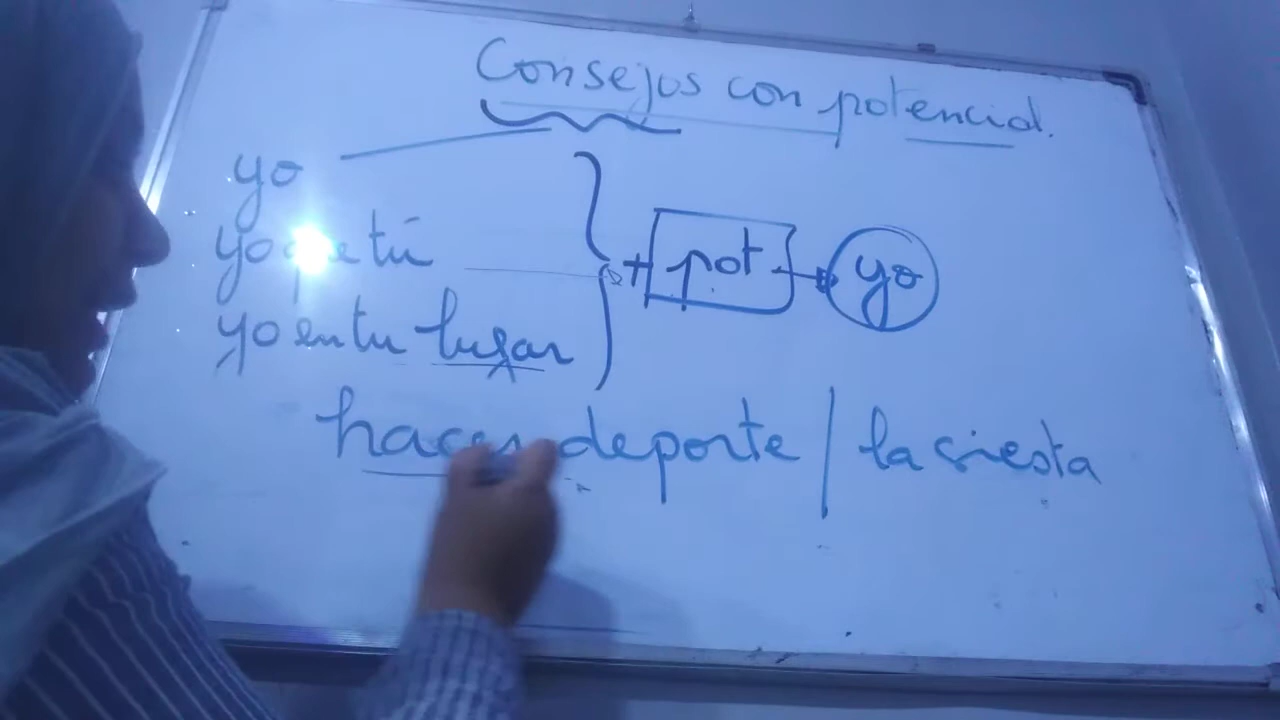 Consejos con potencial.
yo
yo que tú
yo en tu lugar
+ pot → yo
hacer deporte / la siesta